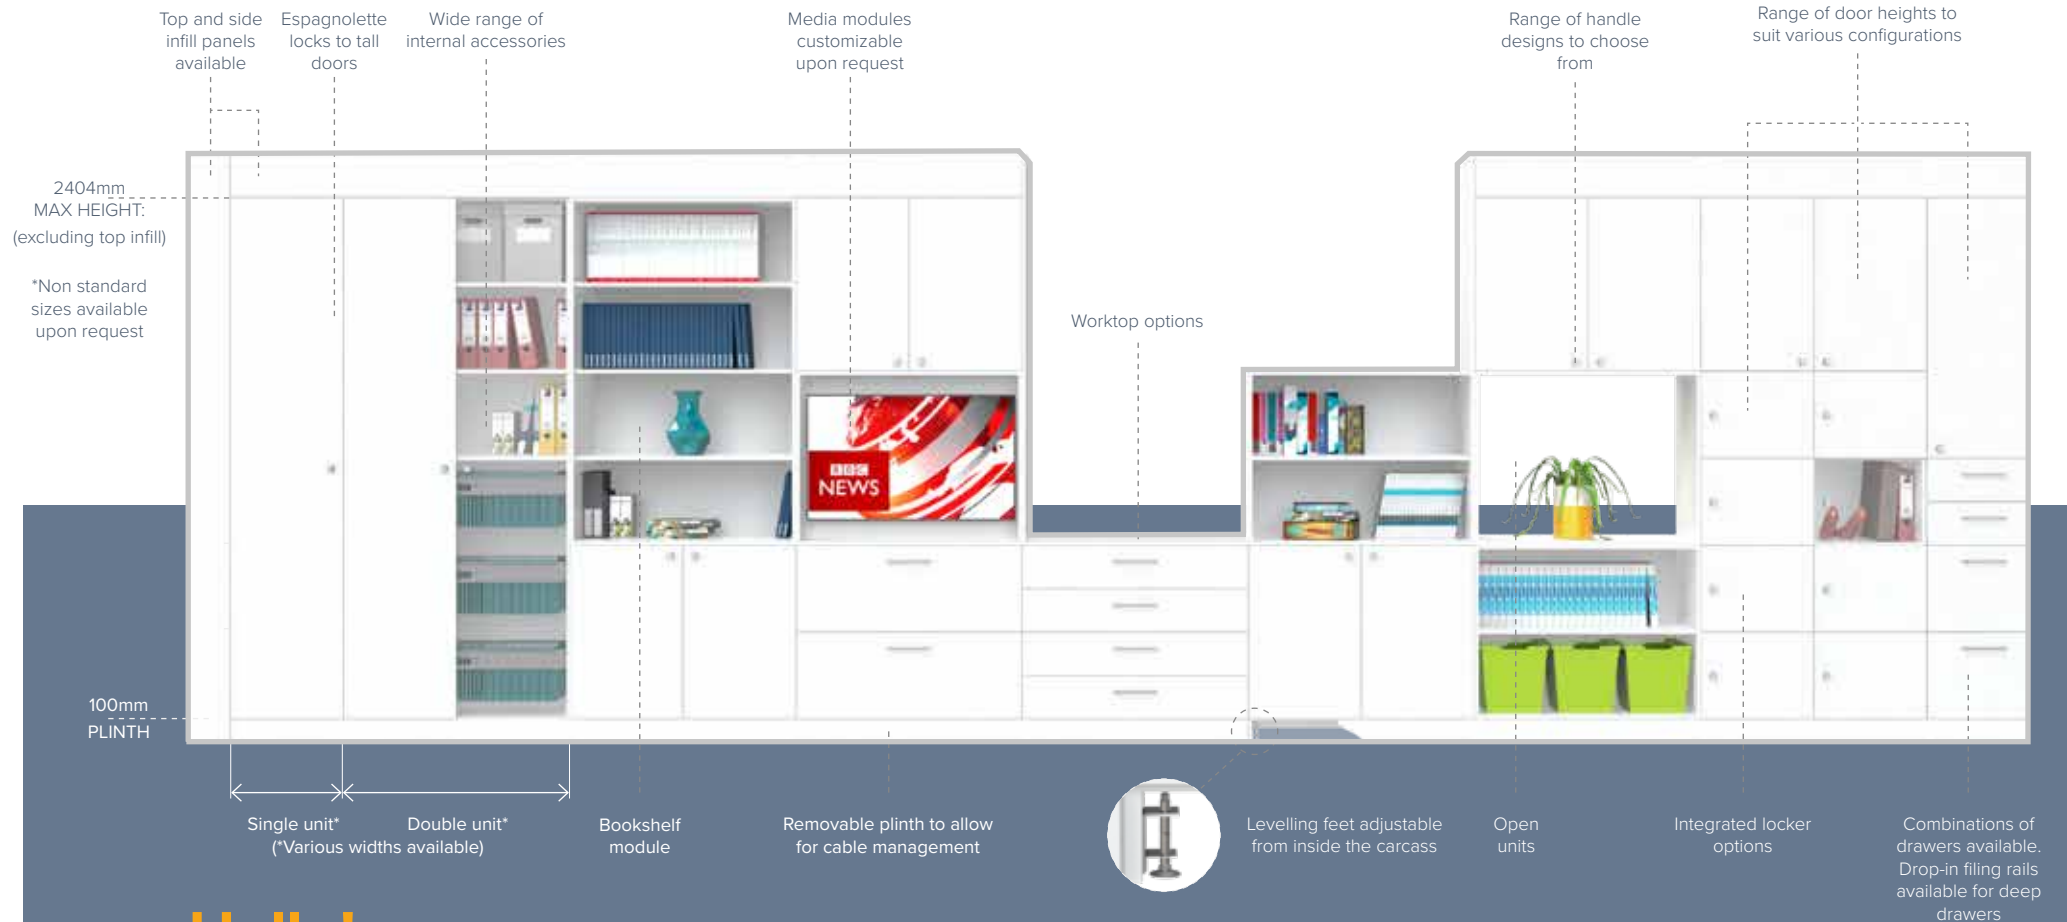 Top and side
infill panels
available
Espagnolette
locks to tall
doors
Wide range of
internal accessories
Media modules
customizable
upon request
Range of handle
designs to choose
from
Range of door heights to
suit various configurations
2404mm
MAX HEIGHT:
(excluding top infill)
*Non standard
sizes available
upon request
Worktop options
BBC
NEWS
100mm
PLINTH
Single unit*
Double unit*
(*Various widths available)
Bookshelf
module
Removable plinth to allow
for cable management
Levelling feet adjustable
from inside the carcass
Open
units
Integrated locker
options
Combinations of
drawers available.
Drop-in filing rails
available for deep
drawers